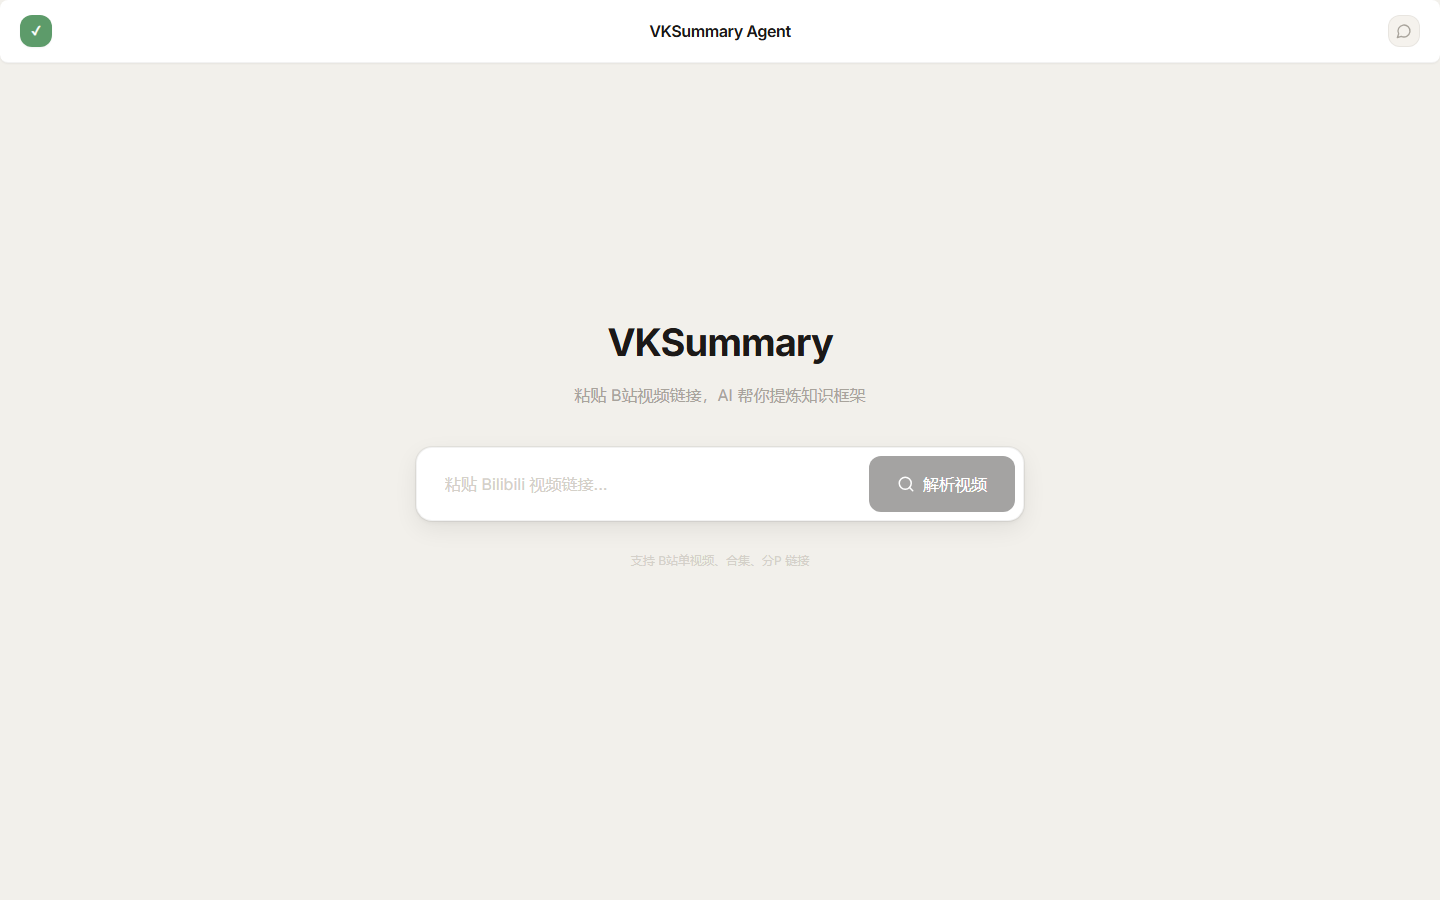 VKSummary Agent
VKSummary
粘贴 B站视频链接，AI 帮你提炼知识框架
粘贴 Bilibili 视频链接...
解析视频
支持 B站单视频、合集、分P 链接